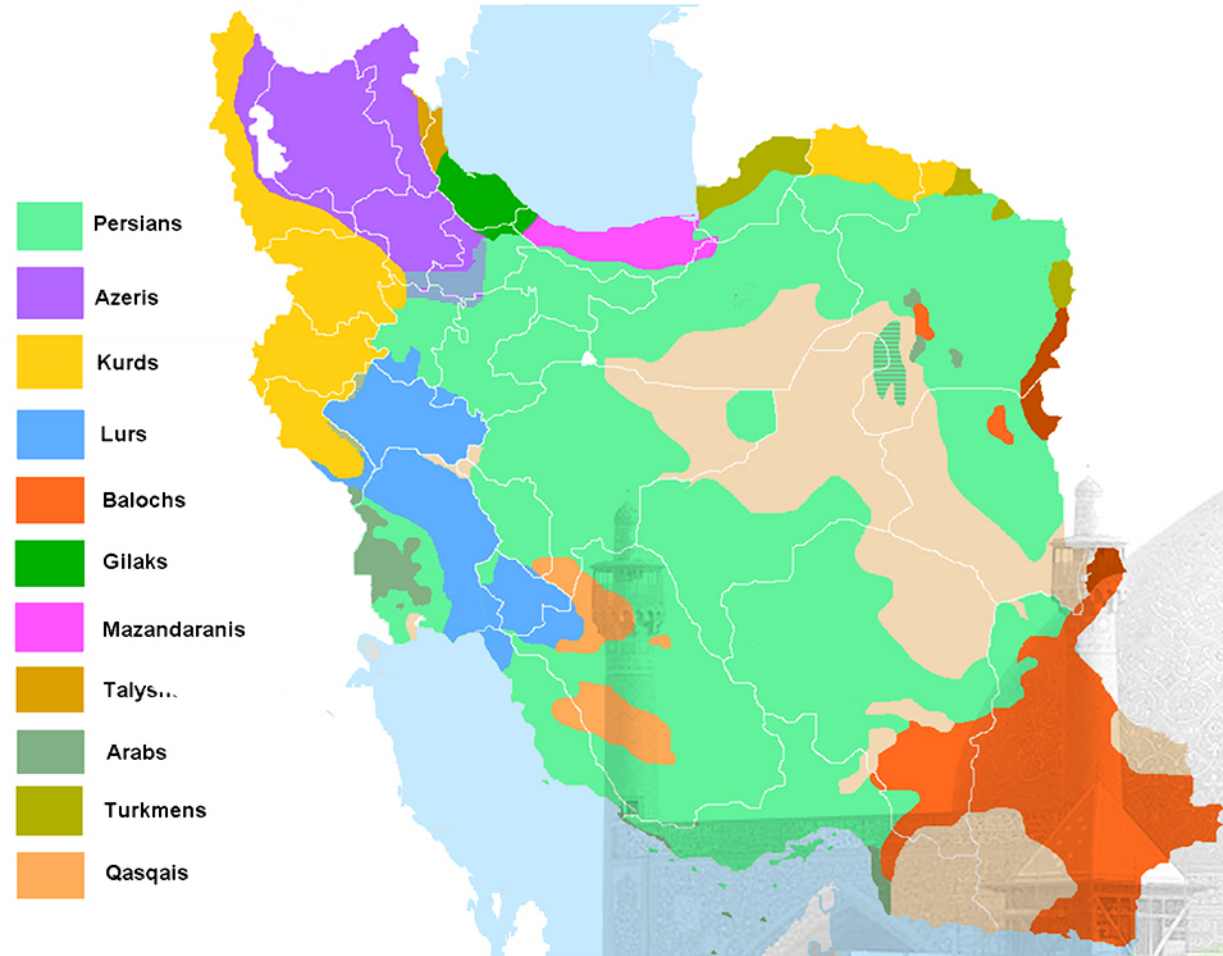 Persians
Azeris
Kurds
Lurs
Balochs
Gilaks
Mazandaranis
Arabs
Turkmens
Qasqais